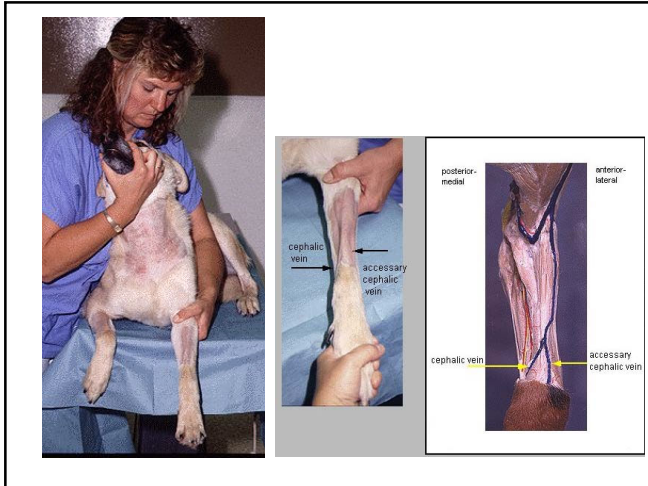 cephalic
vein
accessary
cephalic
vein
posterior-
medial
anterior-
lateral
cephalic vein
accessary
cephalic vein